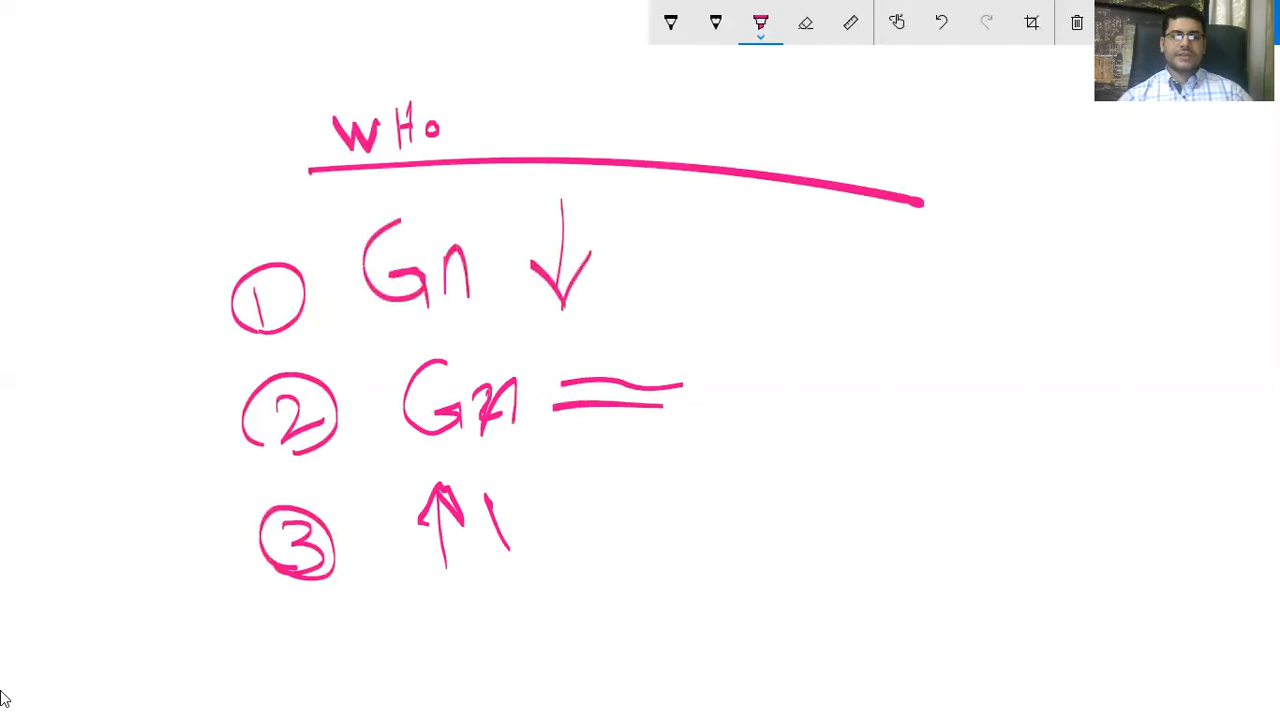 WHO
1 Gn ↓
2 Gn =
3 ↑